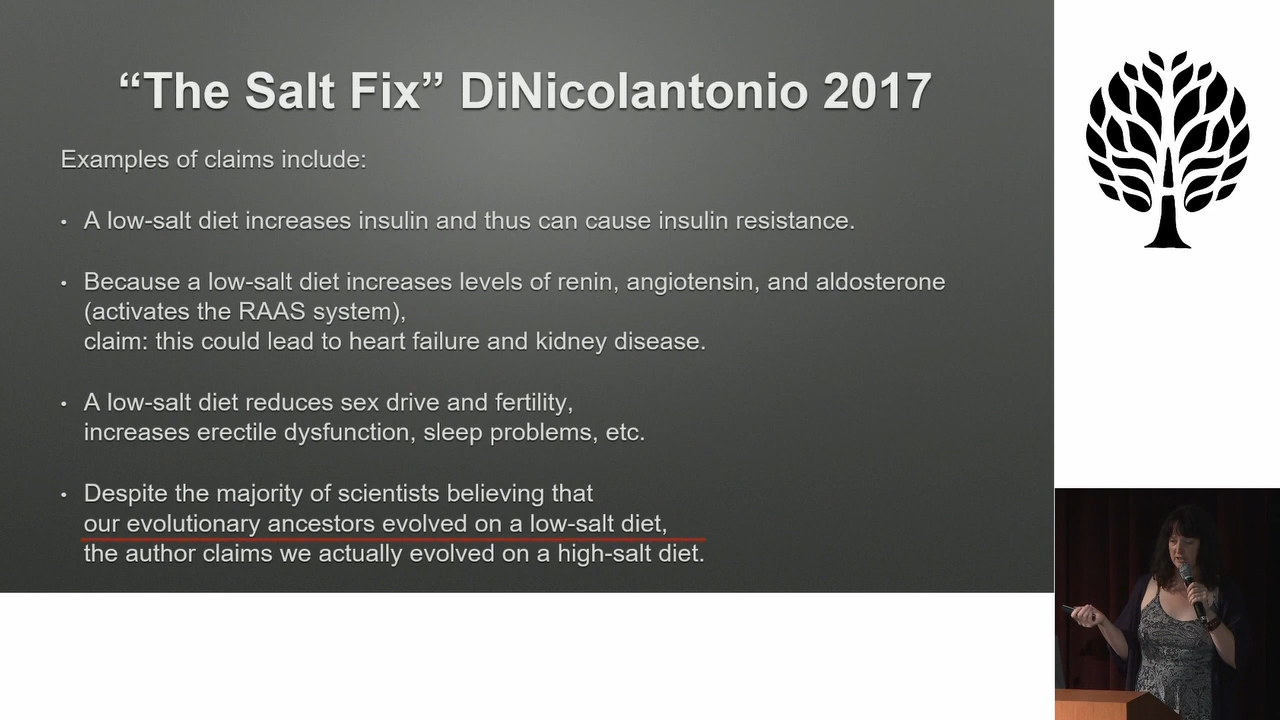 “The Salt Fix” DiNicolantonio 2017
Examples of claims include:
• A low-salt diet increases insulin and thus can cause insulin resistance.
• Because a low-salt diet increases levels of renin, angiotensin, and aldosterone
(activates the RAAS system),
claim: this could lead to heart failure and kidney disease.
• A low-salt diet reduces sex drive and fertility,
increases erectile dysfunction, sleep problems, etc.
• Despite the majority of scientists believing that
our evolutionary ancestors evolved on a low-salt diet,
the author claims we actually evolved on a high-salt diet.